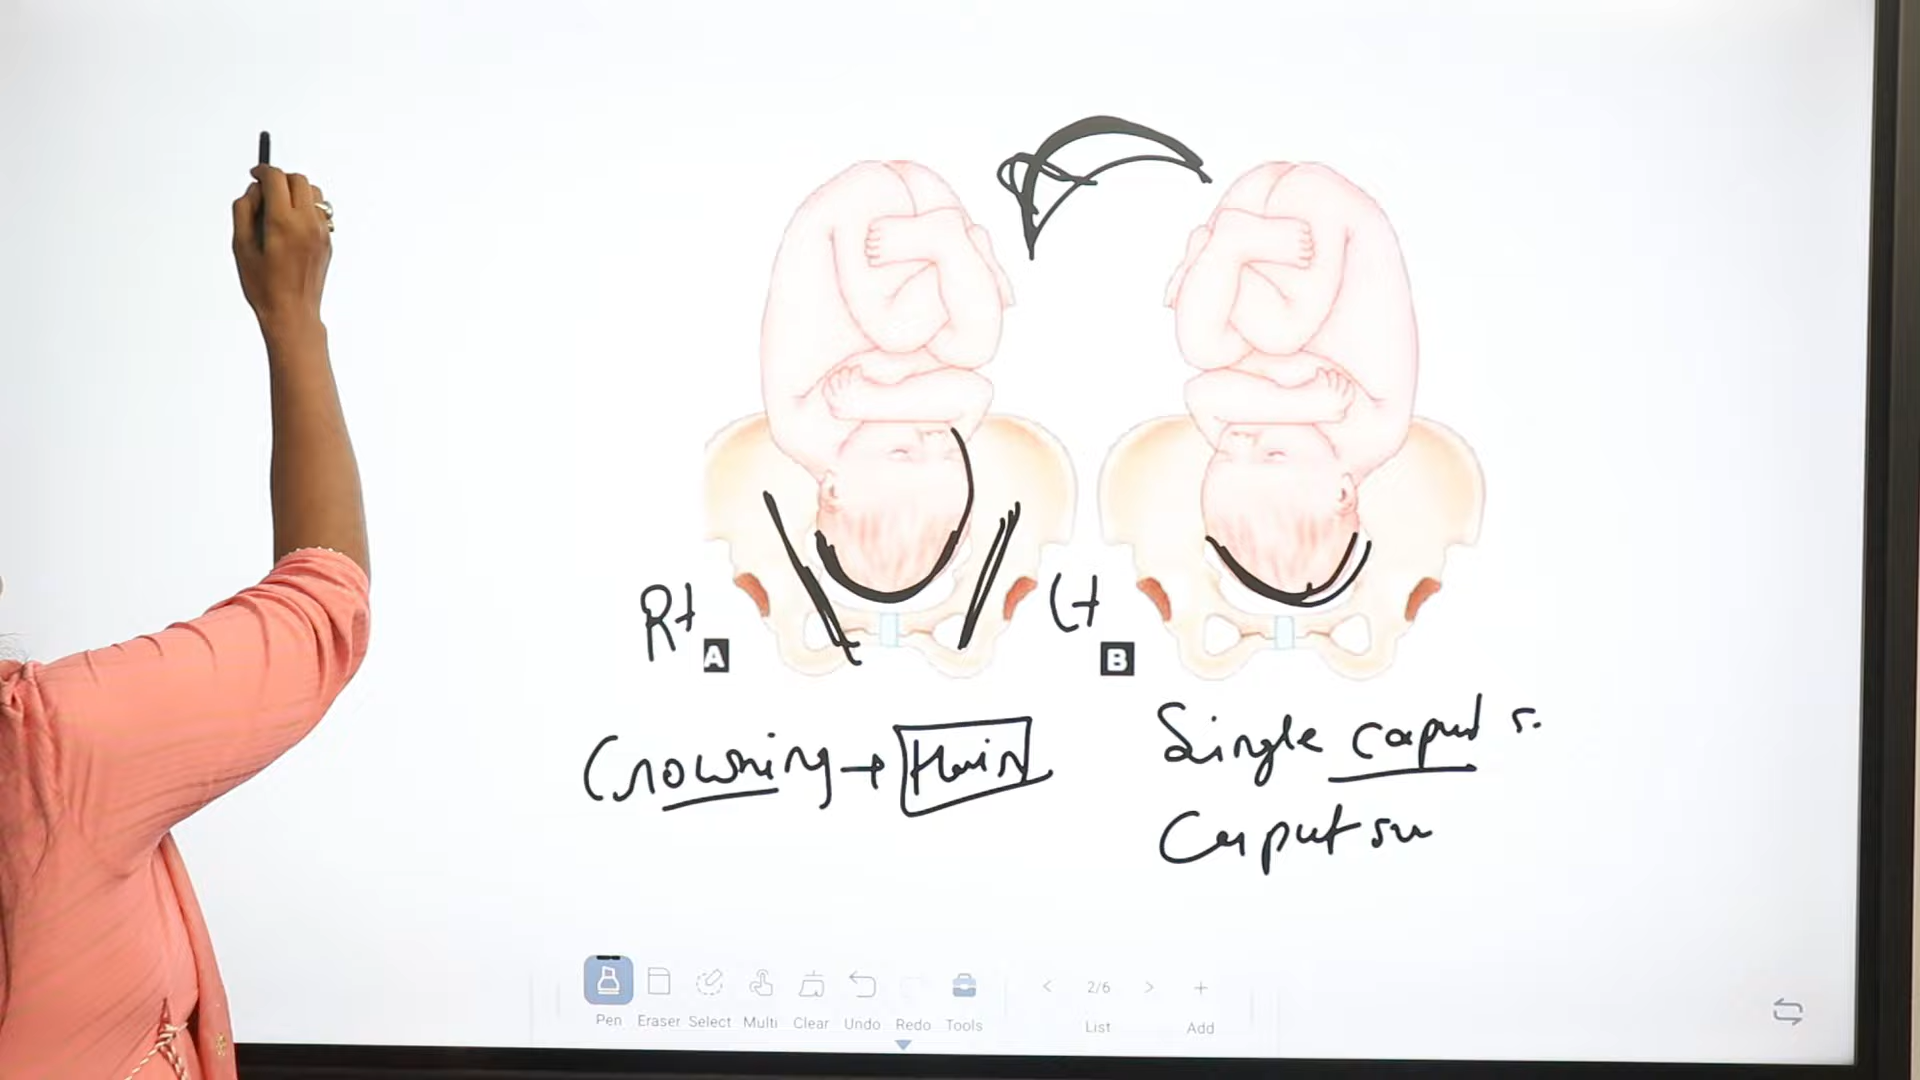 Rt
A
Lt
B
Crowning → Hair
Single caput s.
Caput su
Pen Eraser Select Multi Clear Undo Redo Tools
< 2/6 > +
List Add